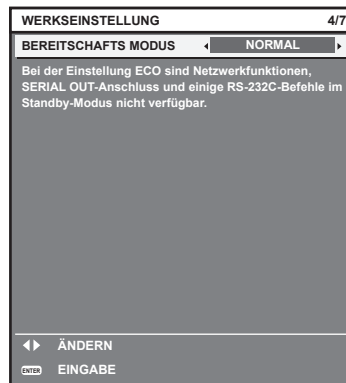 WERKSEINSTELLUNG 4/7
BEREITSCHAFTS MODUS NORMAL
Bei der Einstellung ECO sind Netzwerkfunktionen,
SERIAL OUT-Anschluss und einige RS-232C-Befehle im
Standby-Modus nicht verfügbar.
ÄNDERN
ENTER EINGABE